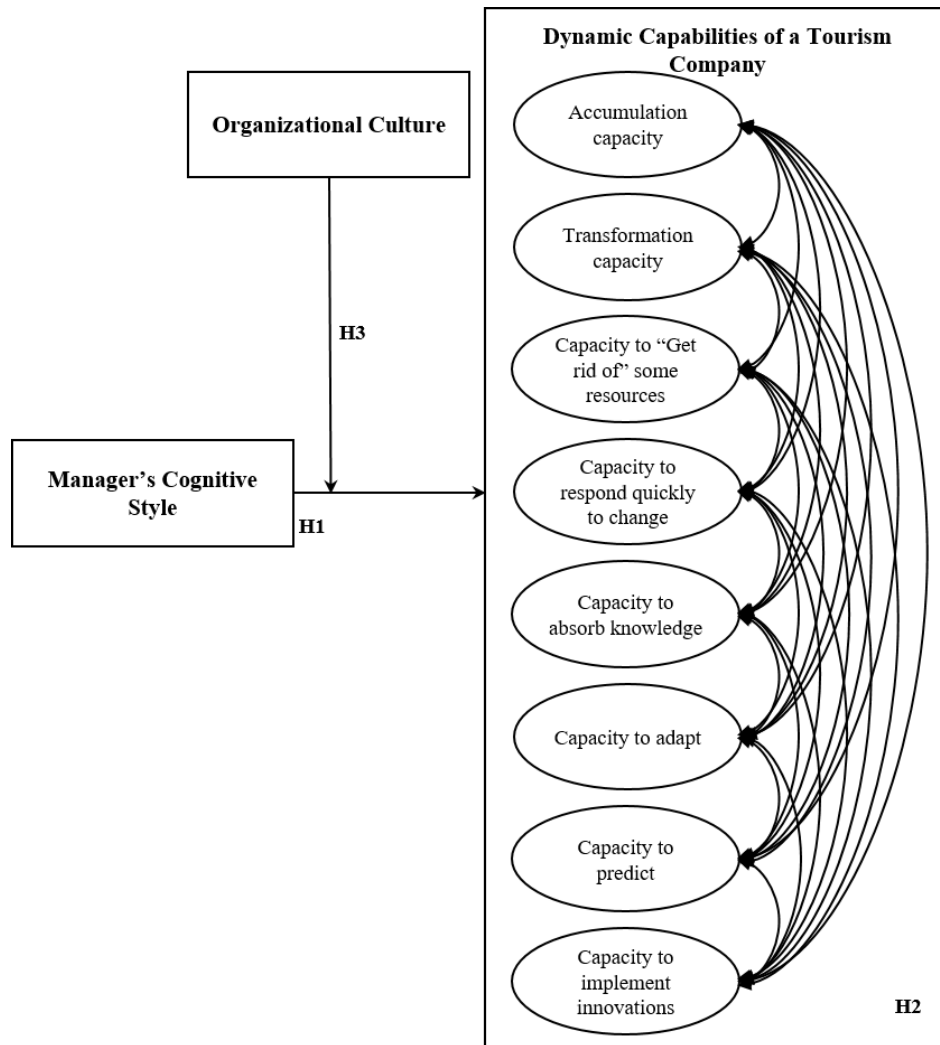 Dynamic Capabilities of a Tourism
Company
Accumulation
capacity
Organizational Culture
Transformation
capacity
H3
Capacity to “Get
rid of” some
resources
Manager’s Cognitive
Style
H1
Capacity to
respond quickly
to change
Capacity to
absorb knowledge
Capacity to adapt
Capacity to
predict
Capacity to
implement
innovations
H2